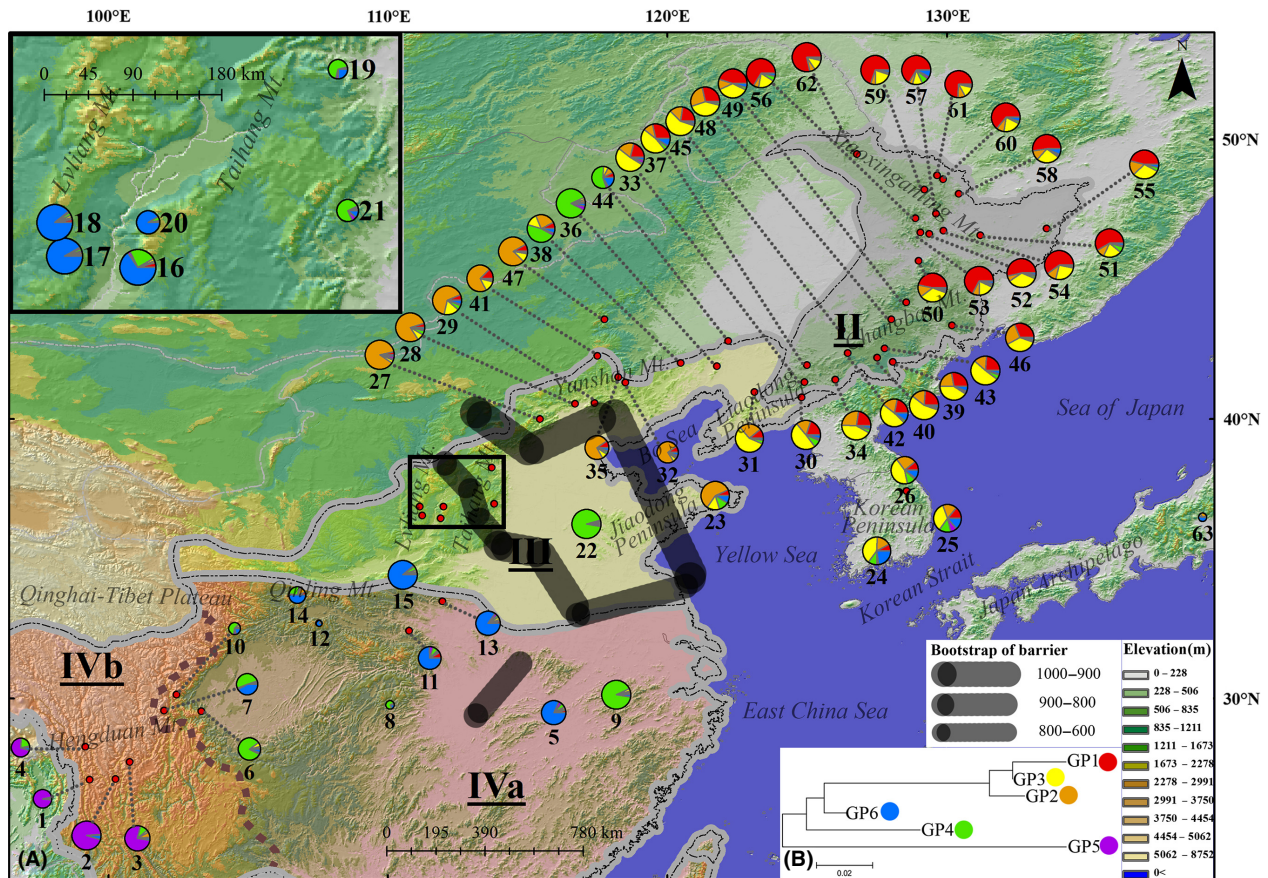 100°E
110°E
120°E
130°E
0 45 90 180 km
19
Lvliang Mt.
Taihang Mt.
18
20
21
17
16
62
59
57
61
60
58
55
56
49
48
45
37
33
44
36
38
47
41
29
28
27
N
50°N
Xiaoxinganling Mt.
51
54
52
53
50
II
Changbai Mt.
46
43
39
40
42
34
30
31
Yanshan Mt.
Liaodong
Peninsula
Bo Sea
35
32
40°N
Sea of Japan
26
Korean
Peninsula
25
24
23
Jiaodong
Peninsula
22
III
Yellow Sea
63
Korean Strait
Japan Archipelago
Qinghai-Tibet Plateau
Qinling Mt.
15
14
12
13
10
11
IVb
7
8
5
9
30°N
East China Sea
Hengduan Mt.
4
6
1
2
3
IVa
0 195 390 780 km
(A)
Bootstrap of barrier
1000−900
900−800
800−600
Elevation(m)
0 − 228
228 − 506
506 − 835
835 −1211
1211 − 1673
1673 − 2278
2278 − 2991
2991 − 3750
3750 − 4454
4454 − 5062
5062 − 8752
0<
GP1
GP3
GP2
GP6
GP4
GP5
(B)
0.02